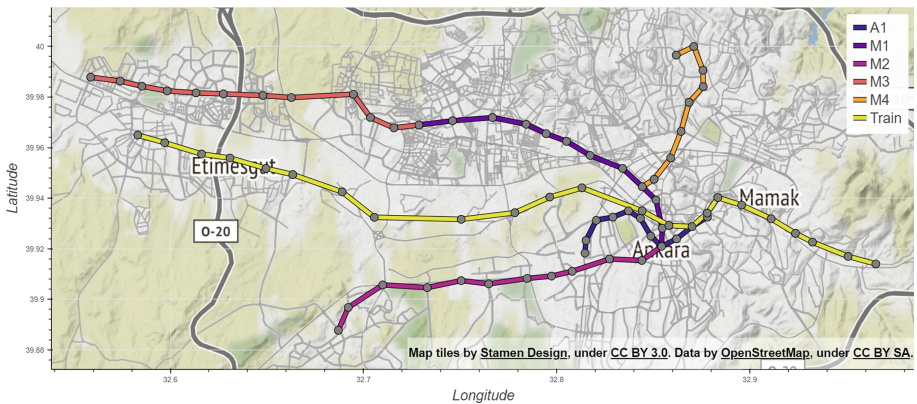 A1
M1
M2
M3
M4
Train
40
39.98
39.96
39.94
39.92
39.9
39.88
Latitude
Etimesgut
Mamak
O-20
Ankara
Map tiles by Stamen Design, under CC BY 3.0. Data by OpenStreetMap, under CC BY SA.
32.6
32.7
32.8
32.9
Longitude